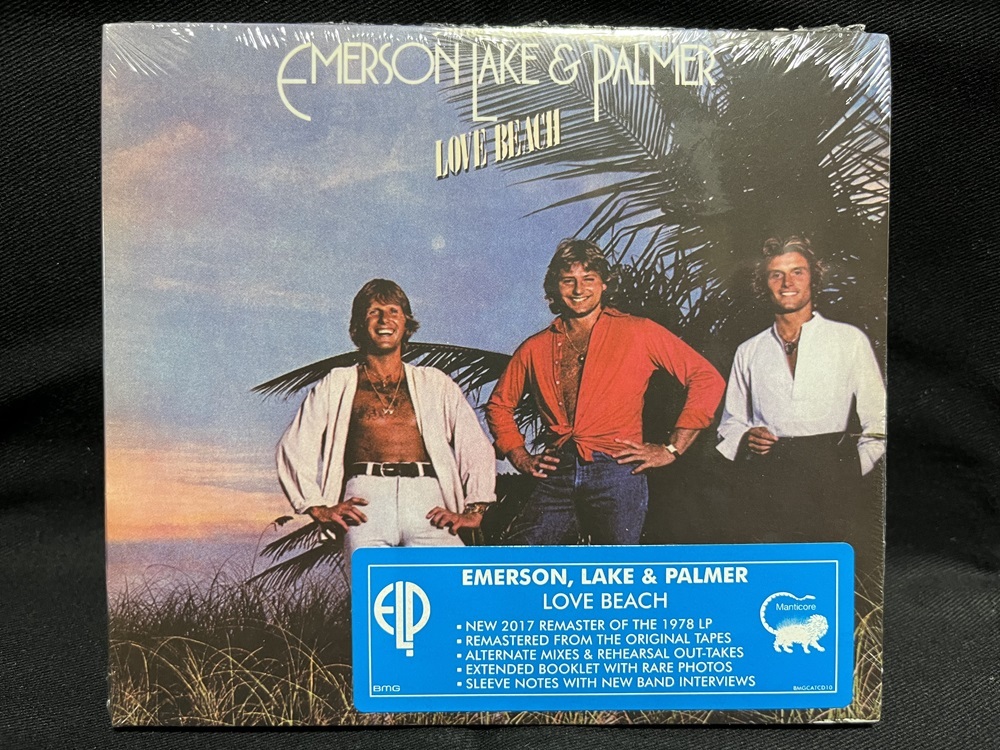 EMERSON LAKE & PALMER
LOVE BEACH
EMERSON, LAKE & PALMER
LOVE BEACH
ELP
▪ NEW 2017 REMASTER OF THE 1978 LP
▪ REMASTERED FROM THE ORIGINAL TAPES
▪ ALTERNATE MIXES & REHEARSAL OUT-TAKES
▪ EXTENDED BOOKLET WITH RARE PHOTOS
▪ SLEEVE NOTES WITH NEW BAND INTERVIEWS
Manticore
BMG
BMGCATCD10